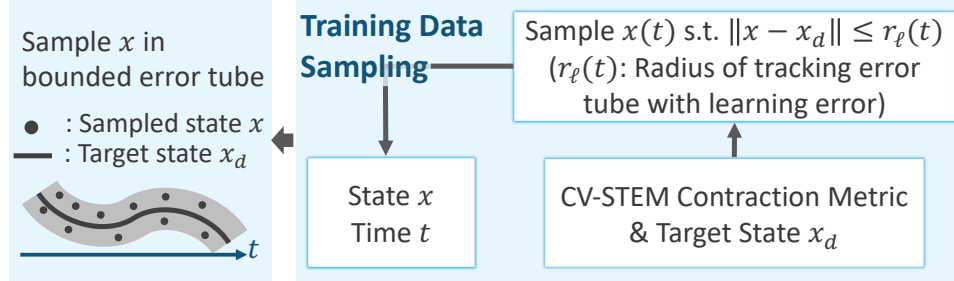 Sample x in
bounded error tube
: Sampled state x
: Target state x_d
t
Training Data
Sampling
Sample x(t) s.t. ‖x − x_d‖ ≤ r_ℓ(t)
(r_ℓ(t): Radius of tracking error
tube with learning error)
State x
Time t
CV-STEM Contraction Metric
& Target State x_d